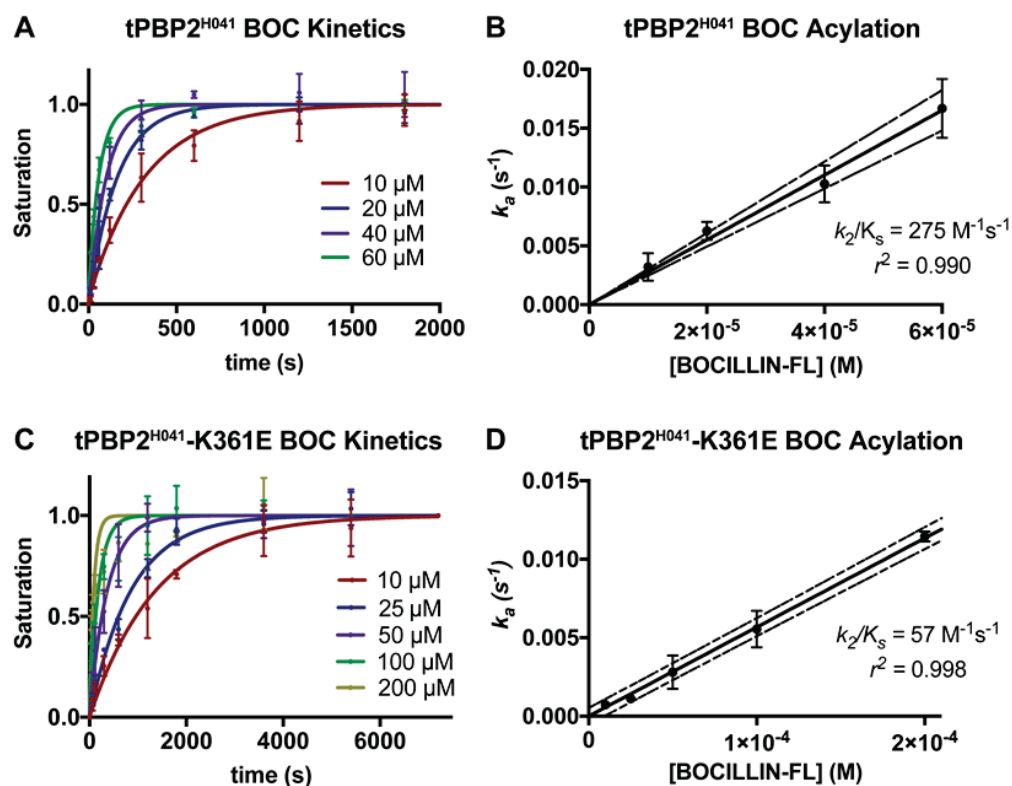 A
tPBP2ᴴ⁰⁴¹ BOC Kinetics
Saturation
1.0
0.5
0.0
10 µM
20 µM
40 µM
60 µM
0
500
1000
1500
2000
time (s)
B
tPBP2ᴴ⁰⁴¹ BOC Acylation
kₐ (s⁻¹)
0.020
0.015
0.010
0.005
0.000
k₂/Kₛ = 275 M⁻¹s⁻¹
r² = 0.990
0
2×10⁻⁵
4×10⁻⁵
6×10⁻⁵
[BOCILLIN-FL] (M)
C
tPBP2ᴴ⁰⁴¹-K361E BOC Kinetics
Saturation
1.0
0.5
0.0
10 µM
25 µM
50 µM
100 µM
200 µM
0
2000
4000
6000
time (s)
D
tPBP2ᴴ⁰⁴¹-K361E BOC Acylation
kₐ (s⁻¹)
0.015
0.010
0.005
0.000
k₂/Kₛ = 57 M⁻¹s⁻¹
r² = 0.998
0
1×10⁻⁴
2×10⁻⁴
[BOCILLIN-FL] (M)